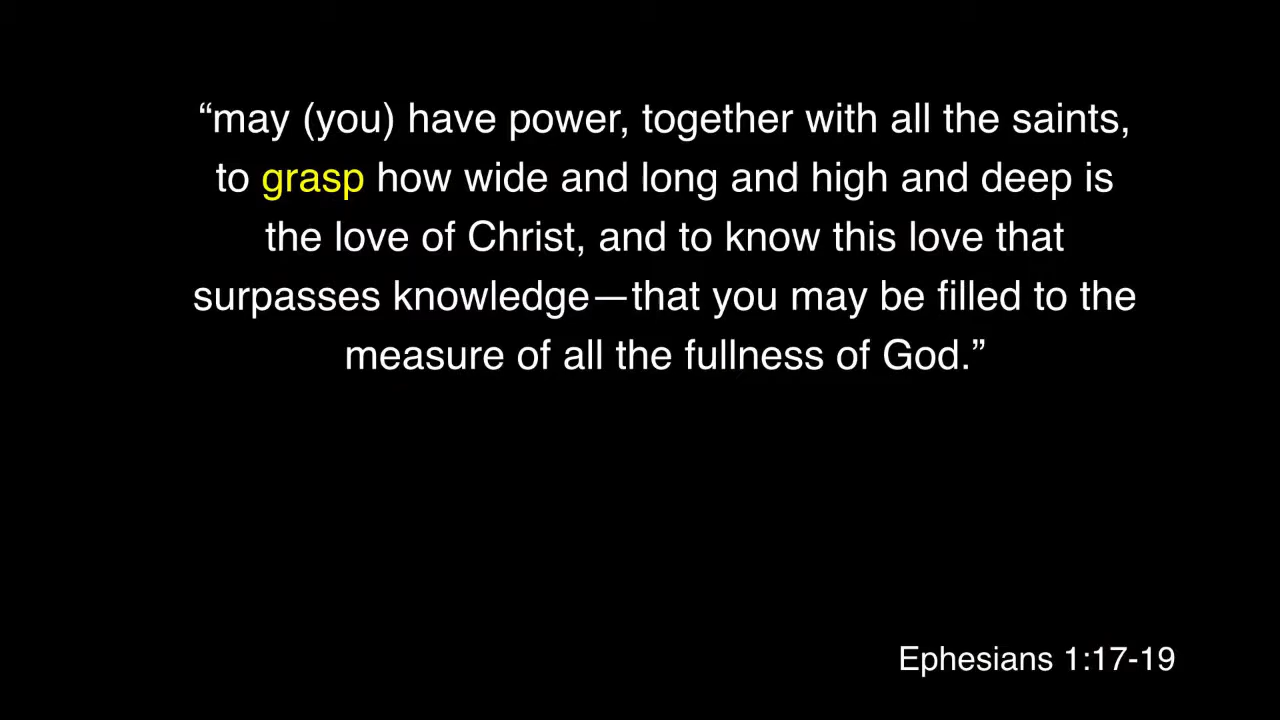 “may (you) have power, together with all the saints,
to grasp how wide and long and high and deep is
the love of Christ, and to know this love that
surpasses knowledge—that you may be filled to the
measure of all the fullness of God.”
Ephesians 1:17-19